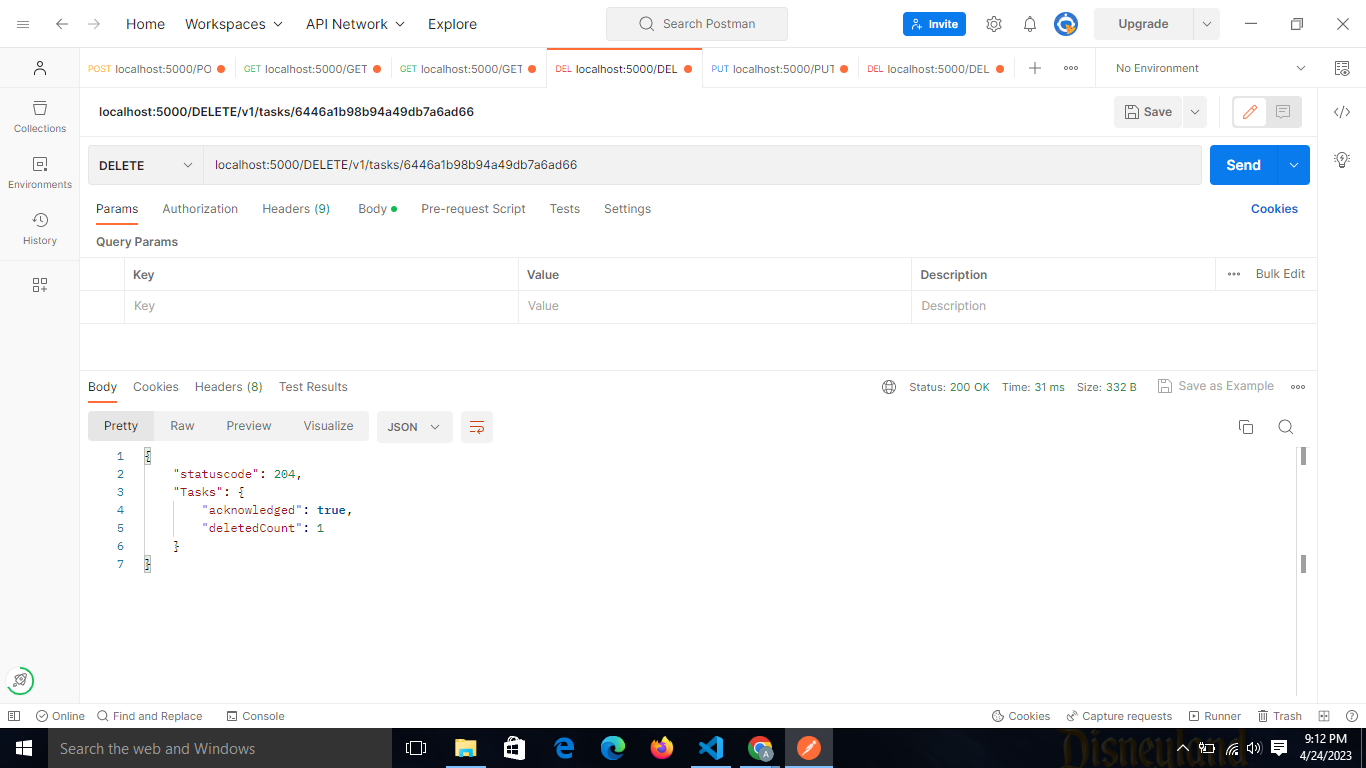 Home Workspaces API Network Explore Search Postman Invite Upgrade
POST localhost:5000/PO GET localhost:5000/GET GET localhost:5000/GET DEL localhost:5000/DEL PUT localhost:5000/PUT DEL localhost:5000/DEL No Environment
localhost:5000/DELETE/v1/tasks/6446a1b98b94a49db7a6ad66 Save
Collections
DELETE localhost:5000/DELETE/v1/tasks/6446a1b98b94a49db7a6ad66 Send
Environments
Params Authorization Headers (9) Body Pre-request Script Tests Settings Cookies
History
Query Params
Key Value Description Bulk Edit
Key Value Description
Body Cookies Headers (8) Test Results Status: 200 OK Time: 31 ms Size: 332 B Save as Example
Pretty Raw Preview Visualize JSON
1 {
2 "statuscode": 204,
3 "Tasks": {
4 "acknowledged": true,
5 "deletedCount": 1
6 }
7 }
Online Find and Replace Console Cookies Capture requests Runner Trash
Search the web and Windows Disneyland 9:12 PM
4/24/2023